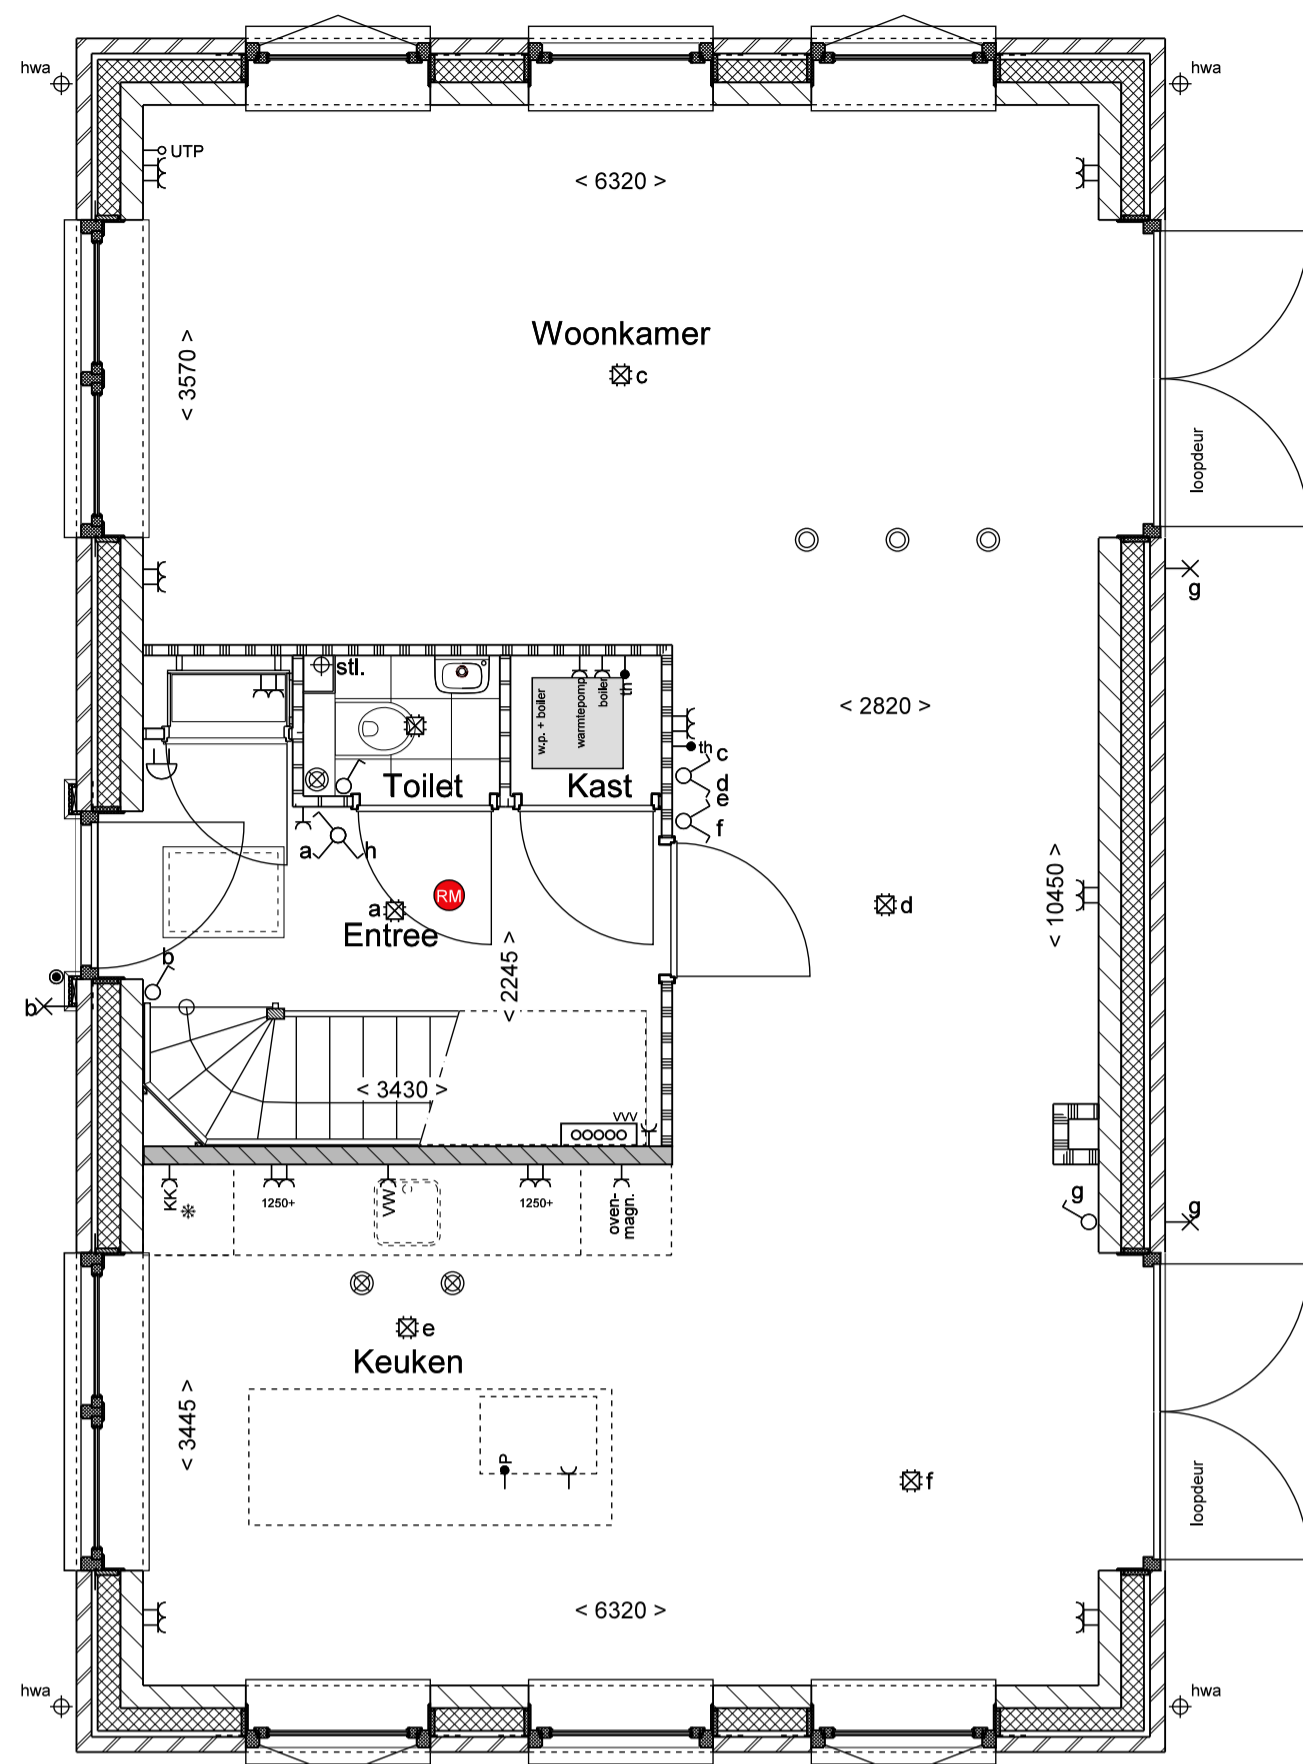 hwa
hwa
UTP
< 6320 >
Woonkamer
c
< 3570 >
loopdeur
g
stl.
w.p. + boiler
warmtepomp
boiler
th
< 2820 >
th
c
d
e
f
Toilet
Kast
a
h
RM
a
Entree
d
< 10450 >
b
b
< 2245 >
< 3430 >
VVV
KK
1250+
VW
1250+
oven-
magn.
g
g
e
Keuken
< 3445 >
P
f
loopdeur
< 6320 >
hwa
hwa